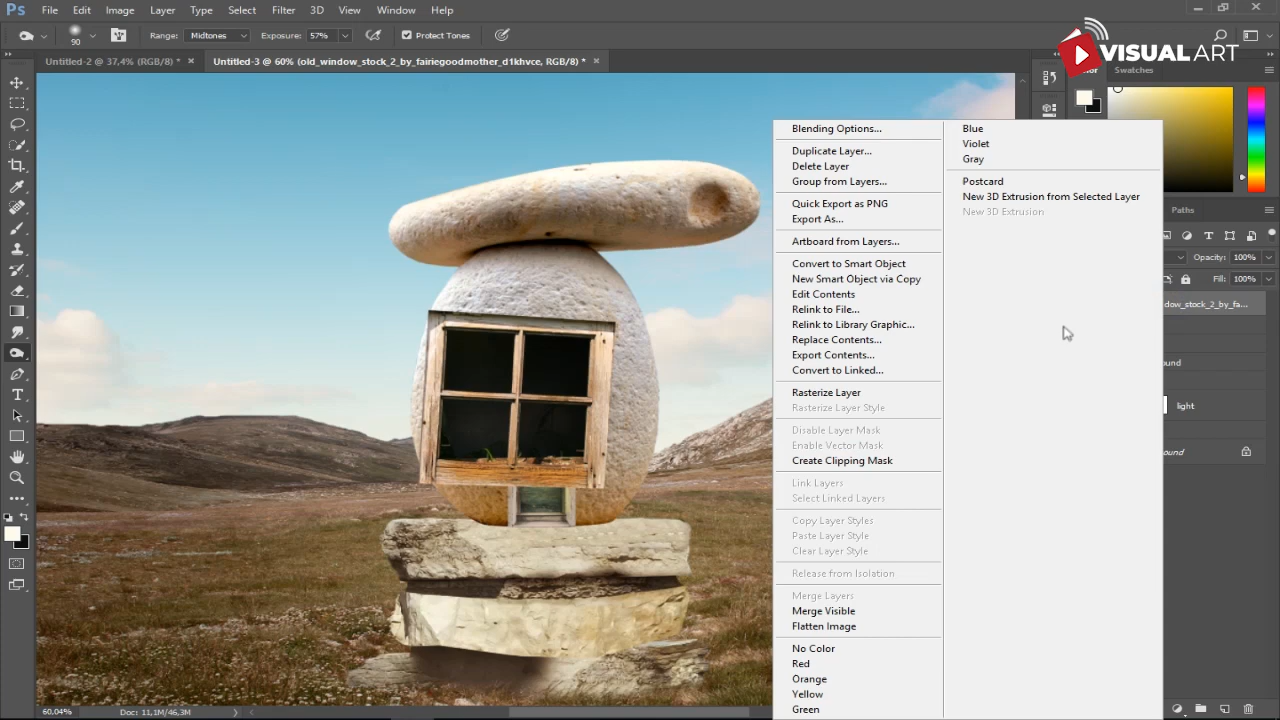 Ps File Edit Image Layer Type Select Filter 3D View Window Help
90 Range: Midtones Exposure: 57% Protect Tones
VISUALART
Untitled-2 @ 37,4% (RGB/8) * × Untitled-3 @ 60% (old_window_stock_2_by_fairiegoodmother_d1khvce, RGB/8) * ×
Swatches
Blending Options...
Duplicate Layer...
Delete Layer
Group from Layers...
Quick Export as PNG
Export As...
Artboard from Layers...
Convert to Smart Object
New Smart Object via Copy
Edit Contents
Relink to File...
Relink to Library Graphic...
Replace Contents...
Export Contents...
Convert to Linked...
Rasterize Layer
Rasterize Layer Style
Disable Layer Mask
Enable Vector Mask
Create Clipping Mask
Link Layers
Select Linked Layers
Copy Layer Styles
Paste Layer Style
Clear Layer Style
Release from Isolation
Merge Layers
Merge Visible
Flatten Image
No Color
Red
Orange
Yellow
Green
Blue
Violet
Gray
Postcard
New 3D Extrusion from Selected Layer
New 3D Extrusion
Paths
Opacity: 100%
Fill: 100%
dow_stock_2_by_fa...
ound
light
ound
60,04% Doc: 11,1M/46,3M